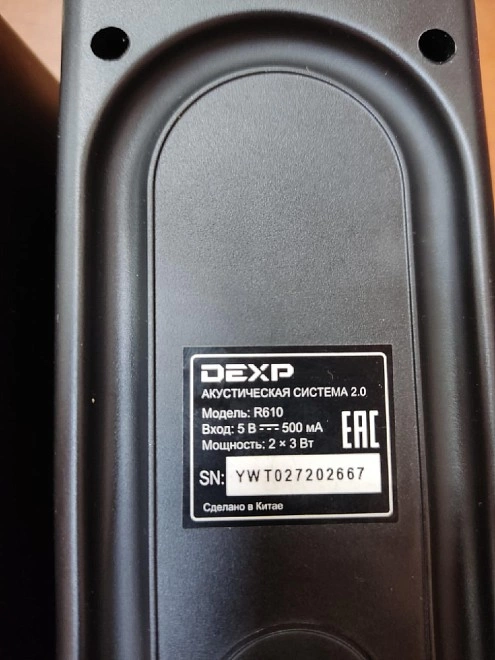 DEXP
АКУСТИЧЕСКАЯ СИСТЕМА 2.0
Модель: R610
Вход: 5 В ⎓ 500 мА
Мощность: 2 × 3 Вт
EAC
SN: YWT027202667
Сделано в Китае